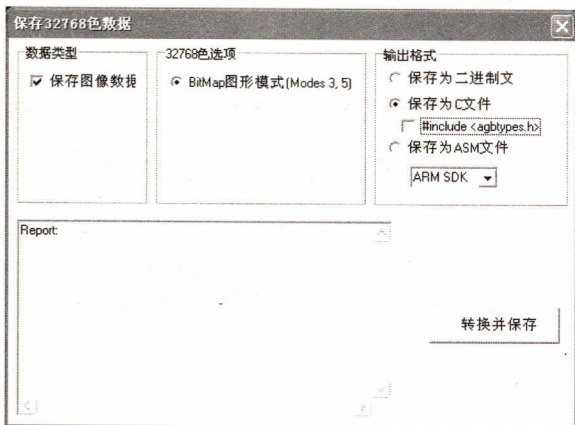 保存32768色数据
数据类型
保存图像数据
32768色选项
BitMap图形模式(Modes 3, 5)
输出格式
保存为二进制文
保存为C文件
#include <agbtypes.h>
保存为ASM文件
ARM SDK
Report:
转换并保存